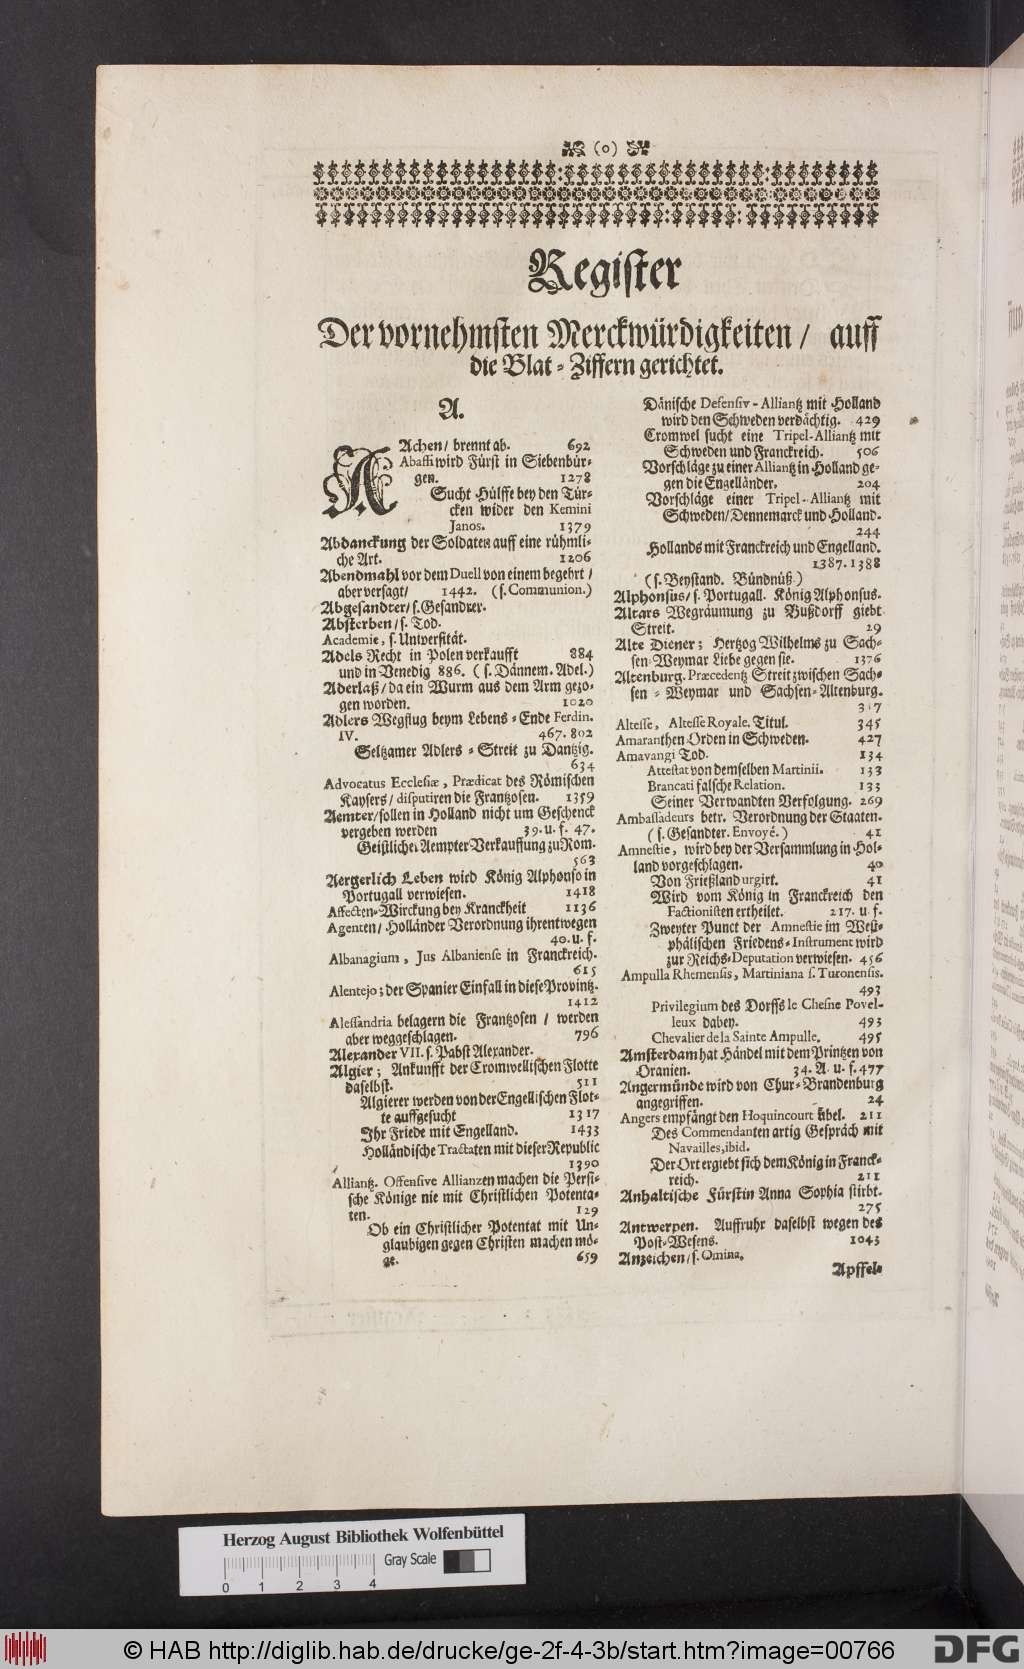 (o)
Register
Der vornehmsten Merckwürdigkeiten / auff
die Blat-Ziffern gerichtet.
A.
AAchen / brennt ab. 692
Abaffi wird Fürst in Siebenbür-
gen. 1278
Sucht Hülffe bey den Tür-
cken wider den Kemini
Janos. 1379
Abdanckung der Soldaten auff eine rühmli-
che Art. 1206
Abendmahl vor dem Duell von einem begehrt /
aber versagt / 1442. (s. Communion.)
Abgesandter / s. Gesandter.
Absterben / s. Tod.
Academie, s. Universität.
Adels Recht in Polen verkaufft 884
und in Venedig 886. (s. Dännem. Adel.)
Aderlaß / da ein Wurm aus dem Arm gezo-
gen worden. 1020
Adlers Wegflug beym Lebens-Ende Ferdin.
IV. 467. 802
Seltzamer Adlers-Streit zu Dantzig.
634
Advocatus Ecclesiæ, Prædicat des Römischen
Kaysers / disputiren die Frantzosen. 1359
Aemter / sollen in Holland nicht um Geschenck
vergeben werden 39. u. f. 47.
Geistlicher Aempter Verkauffung zu Rom.
563
Aergerlich Leben wird König Alphonso in
Portugall verwiesen. 1418
Affecten-Wirckung bey Kranckheit 1136
Agenten / Holländer Verordnung ihrentwegen
40. u. f.
Albanagium, Jus Albaniense in Franckreich.
615
Alentejo; der Spanier Einfall in diese Provintz.
1412
Alessandria belagern die Frantzosen / werden
aber weggeschlagen. 796
Alexander VII. s. Pabst Alexander.
Algier; Ankunfft der Cromwellischen Flotte
daselbst. 511
Algierer werden von der Engellischen Flot-
te auffgesucht 1317
Ihr Friede mit Engelland. 1433
Holländische Tractaten mit dieser Republic
1390
Alliantz. Offensive Allianzen machen die Persi-
sche Könige nie mit Christlichen Potenta-
ten. 129
Ob ein Christlicher Potentat mit Un-
glaubigen gegen Christen machen mö-
ge. 659
Dänische Defensiv-Alliantz mit Holland
wird den Schweden verdächtig. 429
Cromwel sucht eine Tripel-Alliantz mit
Schweden und Franckreich. 506
Vorschläge zu einer Alliantz in Holland ge-
gen die Engelländer. 204
Vorschläge einer Tripel-Alliantz mit
Schweden / Dennemarck und Holland.
244
Hollands mit Franckreich und Engelland.
1387. 1388
(s. Beystand. Bündnüß.)
Alphonsus / s. Portugall. König Alphonsus.
Altars Wegräumung zu Bußdorff giebt
Streit. 29
Alte Diener; Hertzog Wilhelms zu Sach-
sen-Weymar Liebe gegen sie. 1376
Altenburg. Præcedentz Streit zwischen Sach-
sen-Weymar und Sachsen-Altenburg.
317
Altesse, Altesse Royale. Titul. 345
Amaranthen Orden in Schweden. 427
Amavangi Tod. 134
Attestat von demselben Martinii. 133
Brancati falsche Relation. 133
Seiner Verwandten Verfolgung. 269
Ambassadeurs betr. Verordnung der Staaten.
(s. Gesandter. Envoyé.) 41
Amnestie, wird bey der Versammlung in Hol-
land vorgeschlagen. 40
Von Frießland urgirt. 41
Wird vom König in Franckreich den
Factionisten ertheilet. 217. u. f.
Zweyter Punct der Amnestie im West-
phälischen Friedens-Instrument wird
zur Reichs-Deputation verwiesen. 456
Ampulla Rhemensis, Martiniana s. Turonensis.
493
Privilegium des Dorffs le Chesne Povel-
leux dabey. 493
Chevalier de la Sainte Ampulle. 495
Amsterdam hat Händel mit dem Printzen von
Oranien. 34. A. u. f. 477
Angermünde wird von Chur-Brandenburg
angegriffen. 24
Angers empfängt den Hoquincourt übel. 211
Des Commendanten artig Gespräch mit
Navailles, ibid.
Der Ort ergiebt sich dem König in Franck-
reich. 211
Anhaltische Fürstin Anna Sophia stirbt.
275
Antwerpen. Auffruhr daselbst wegen des
Post-Wesens. 1043
Anzeichen / s. Omina.
Apffel-
Herzog August Bibliothek Wolfenbüttel
Gray Scale
0 1 2 3 4
© HAB http://diglib.hab.de/drucke/ge-2f-4-3b/start.htm?image=00766
DFG